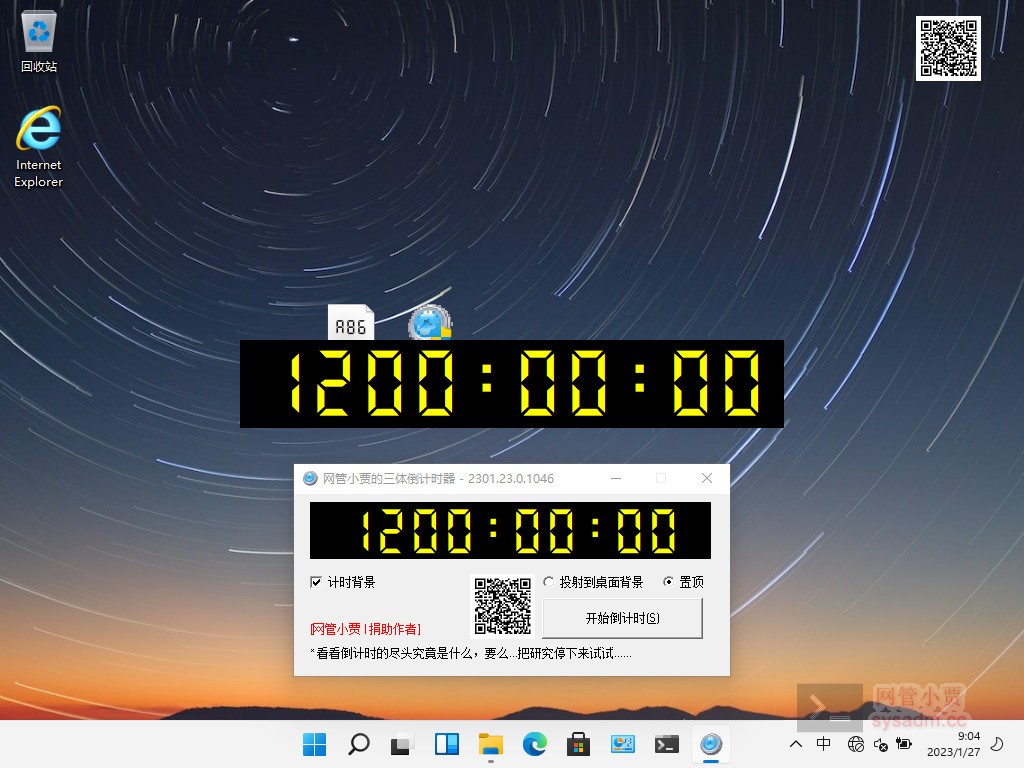 回收站
Internet
Explorer
A86
1200:00:00
网管小贾的三体倒计时器 - 2301.23.0.1046
1200:00:00
计时背景
投射到桌面背景
置顶
开始倒计时(S)
[网管小贾 | 捐助作者]
*看看倒计时的尽头究竟是什么，要么...把研究停下来试试......
网管小贾
sysadm.cc
中
9:04
2023/1/27